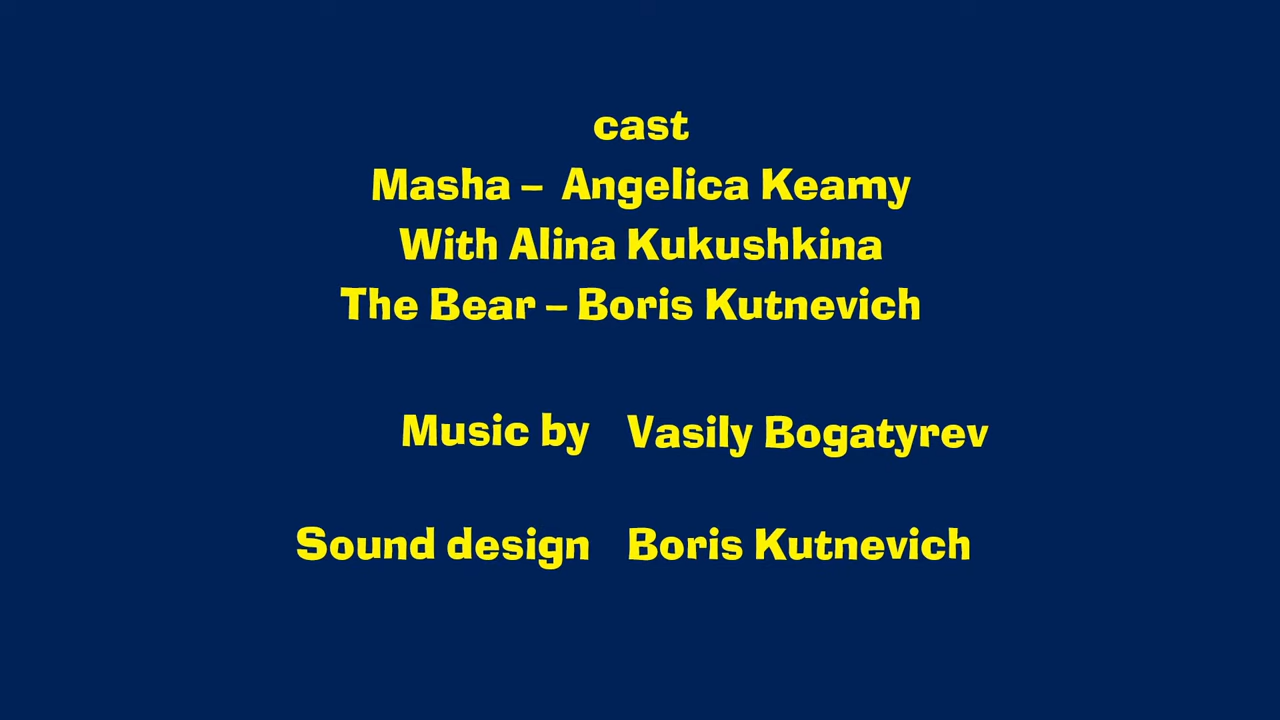 cast
Masha – Angelica Keamy
With Alina Kukushkina
The Bear – Boris Kutnevich
Music by Vasily Bogatyrev
Sound design Boris Kutnevich